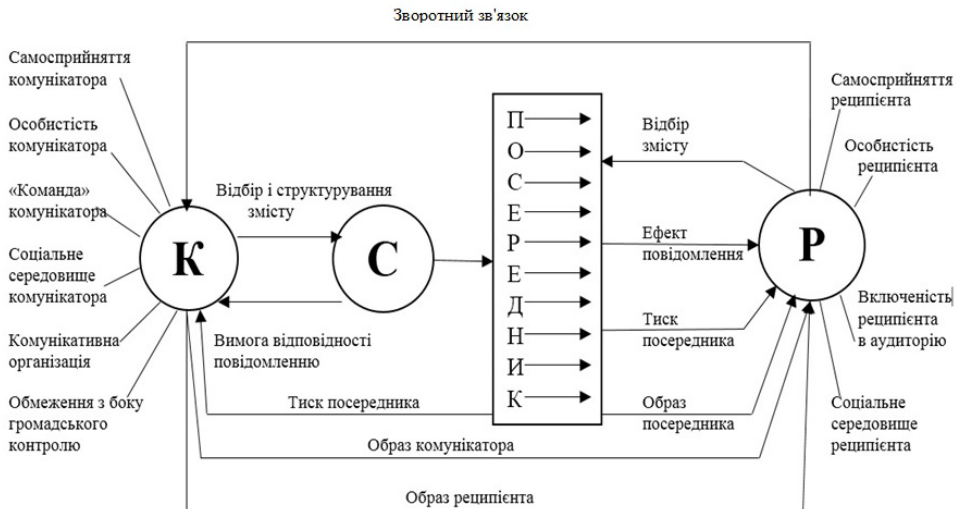 Зворотний зв'язок
Самосприйняття
комунікатора
Особистість
комунікатора
«Команда»
комунікатора
Соціальне
середовище
комунікатора
Комунікативна
організація
Обмеження з боку
громадського
контролю
К
Відбір і структурування
змісту
С
Вимога відповідності
повідомленню
Тиск посередника
Образ комунікатора
Образ реципієнта
П
О
С
Е
Р
Е
Д
Н
И
К
Відбір
змісту
Ефект
повідомлення
Тиск
посередника
Образ
посередника
Р
Самосприйняття
реципієнта
Особистість
реципієнта
Включеність
реципієнта
в аудиторію
Соціальне
середовище
реципієнта